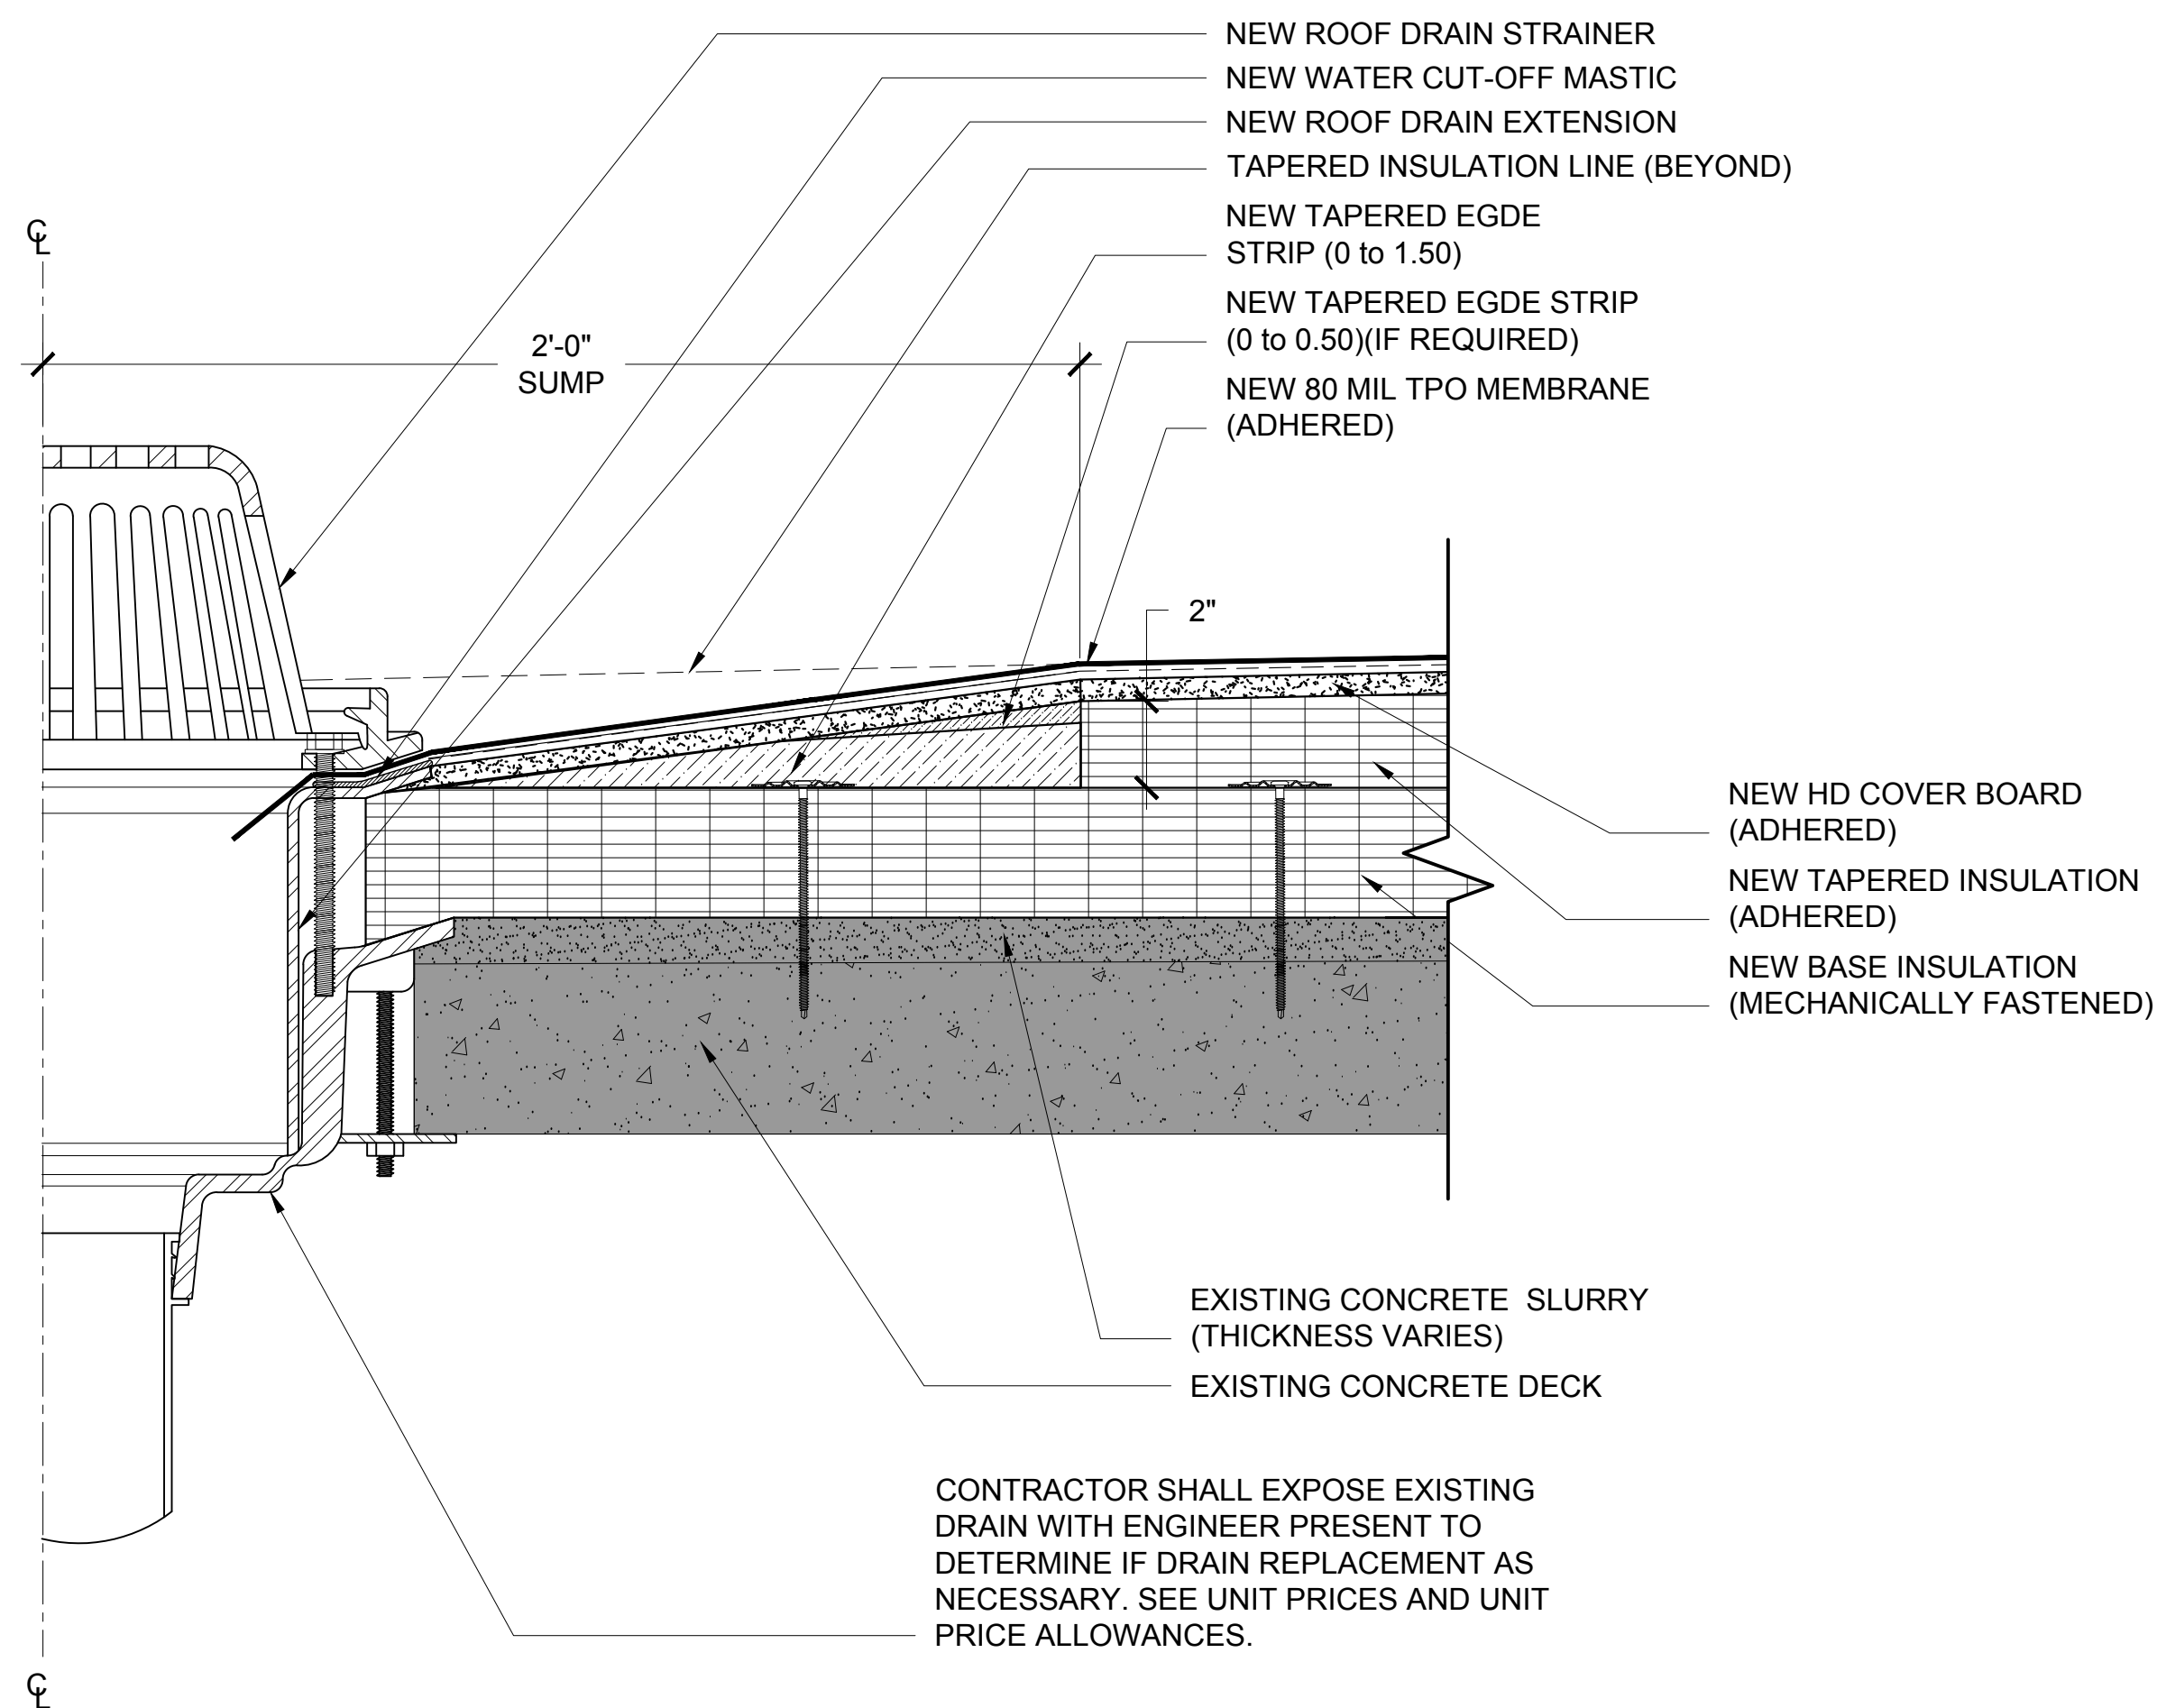 NEW ROOF DRAIN STRAINER
NEW WATER CUT-OFF MASTIC
NEW ROOF DRAIN EXTENSION
TAPERED INSULATION LINE (BEYOND)
NEW TAPERED EGDE
STRIP (0 to 1.50)
NEW TAPERED EGDE STRIP
(0 to 0.50)(IF REQUIRED)
NEW 80 MIL TPO MEMBRANE
(ADHERED)
℄
2'-0"
SUMP
2"
NEW HD COVER BOARD
(ADHERED)
NEW TAPERED INSULATION
(ADHERED)
NEW BASE INSULATION
(MECHANICALLY FASTENED)
EXISTING CONCRETE SLURRY
(THICKNESS VARIES)
EXISTING CONCRETE DECK
CONTRACTOR SHALL EXPOSE EXISTING
DRAIN WITH ENGINEER PRESENT TO
DETERMINE IF DRAIN REPLACEMENT AS
NECESSARY. SEE UNIT PRICES AND UNIT
PRICE ALLOWANCES.
℄